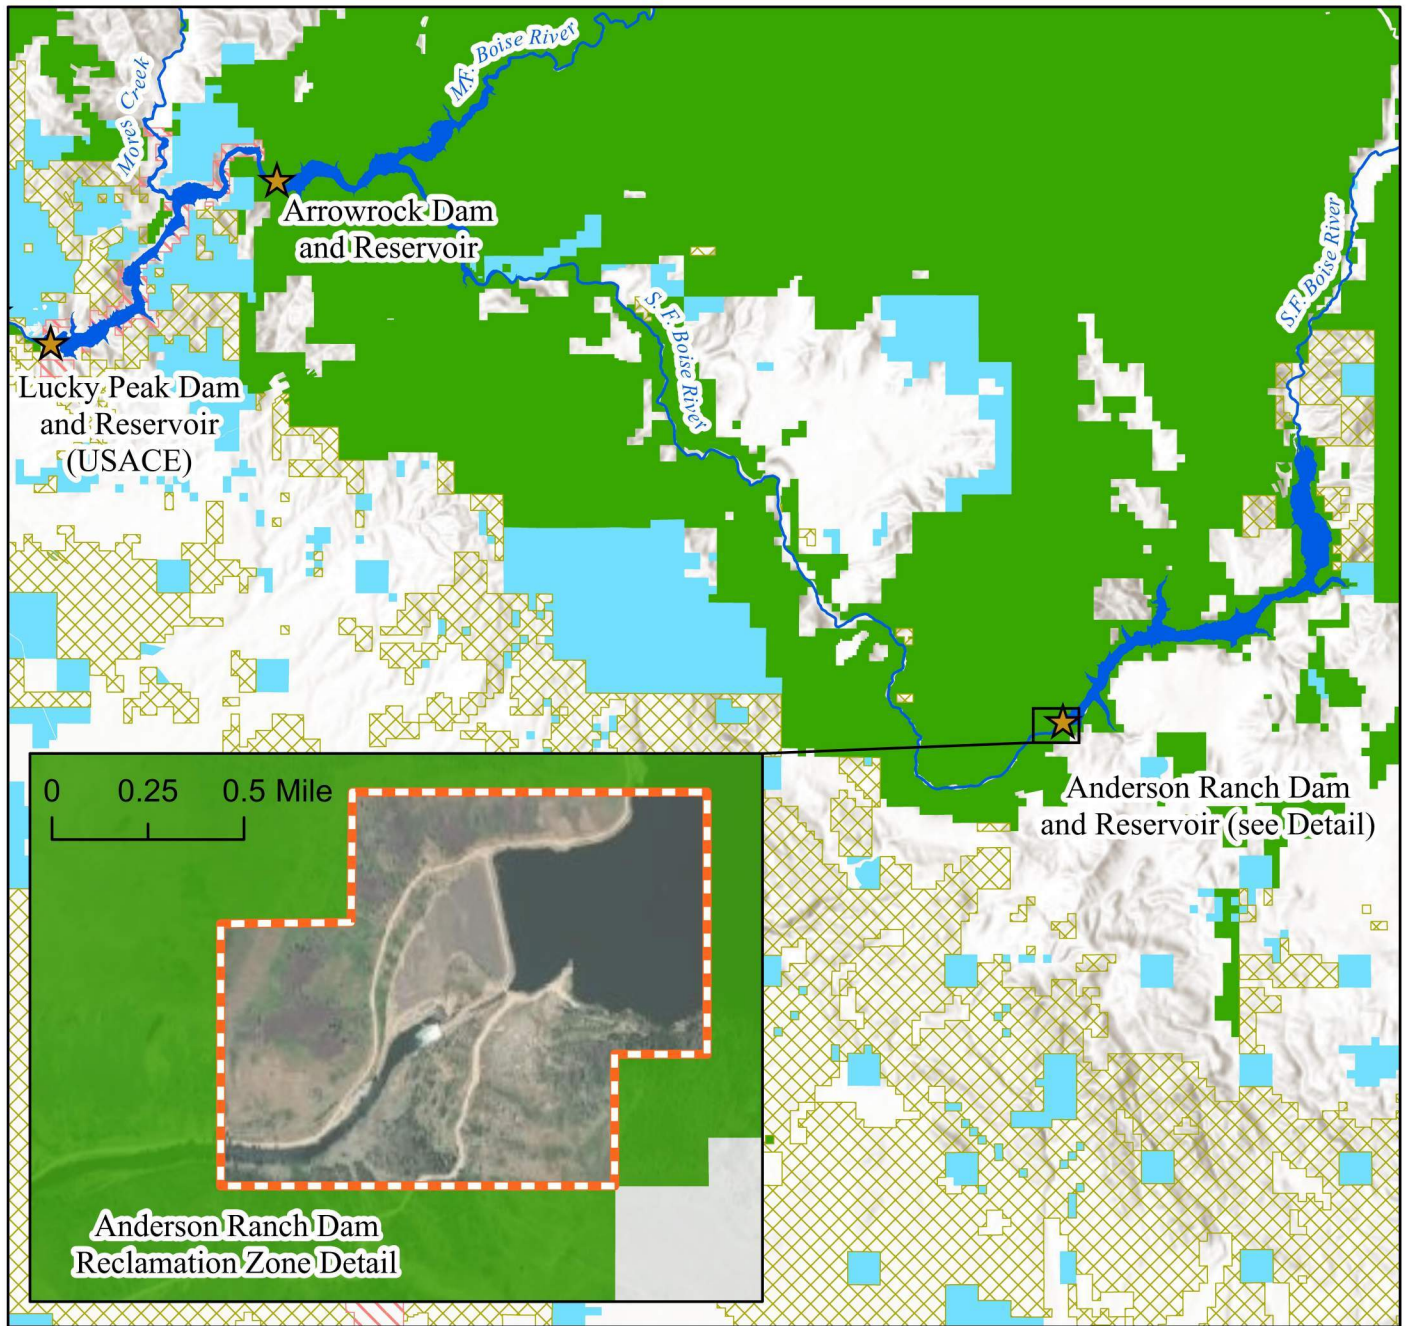 Mores Creek
M.F. Boise River
Arrowrock Dam
and Reservoir
S. F. Boise River
S.F. Boise River
Lucky Peak Dam
and Reservoir
(USACE)
Anderson Ranch Dam
and Reservoir (see Detail)
0 0.25 0.5 Mile
Anderson Ranch Dam
Reclamation Zone Detail